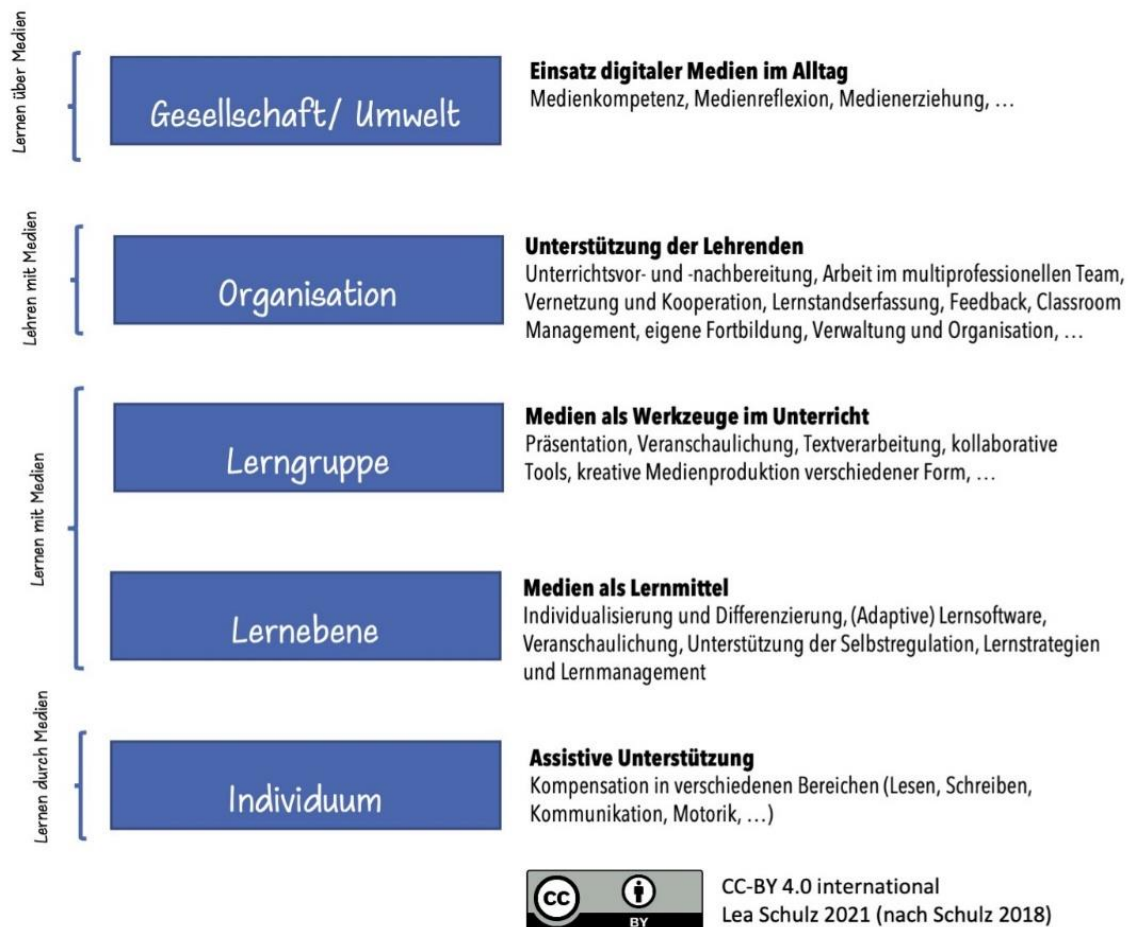 Lernen über Medien
Gesellschaft/ Umwelt
Einsatz digitaler Medien im Alltag
Medienkompetenz, Medienreflexion, Medienerziehung, …
Lehren mit Medien
Organisation
Unterstützung der Lehrenden
Unterrichtsvor- und -nachbereitung, Arbeit im multiprofessionellen Team,
Vernetzung und Kooperation, Lernstandserfassung, Feedback, Classroom
Management, eigene Fortbildung, Verwaltung und Organisation, …
Lernen mit Medien
Lerngruppe
Medien als Werkzeuge im Unterricht
Präsentation, Veranschaulichung, Textverarbeitung, kollaborative
Tools, kreative Medienproduktion verschiedener Form, …
Lernebene
Medien als Lernmittel
Individualisierung und Differenzierung, (Adaptive) Lernsoftware,
Veranschaulichung, Unterstützung der Selbstregulation, Lernstrategien
und Lernmanagement
Lernen durch Medien
Individuum
Assistive Unterstützung
Kompensation in verschiedenen Bereichen (Lesen, Schreiben,
Kommunikation, Motorik, …)
CC
BY
CC-BY 4.0 international
Lea Schulz 2021 (nach Schulz 2018)